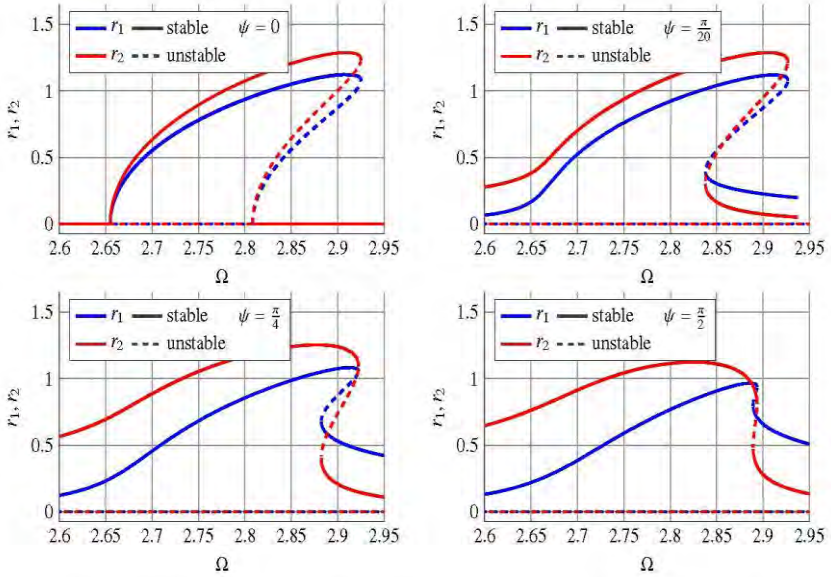 1.5
1
0.5
0
r₁, r₂
r₁ stable ψ = 0
r₂ unstable
2.6 2.65 2.7 2.75 2.8 2.85 2.9 2.95
Ω
1.5
1
0.5
0
r₁ stable ψ = π/20
r₂ unstable
2.6 2.65 2.7 2.75 2.8 2.85 2.9 2.95
Ω
1.5
1
0.5
0
r₁, r₂
r₁ stable ψ = π/4
r₂ unstable
2.6 2.65 2.7 2.75 2.8 2.85 2.9 2.95
Ω
1.5
1
0.5
0
r₁ stable ψ = π/2
r₂ unstable
2.6 2.65 2.7 2.75 2.8 2.85 2.9 2.95
Ω